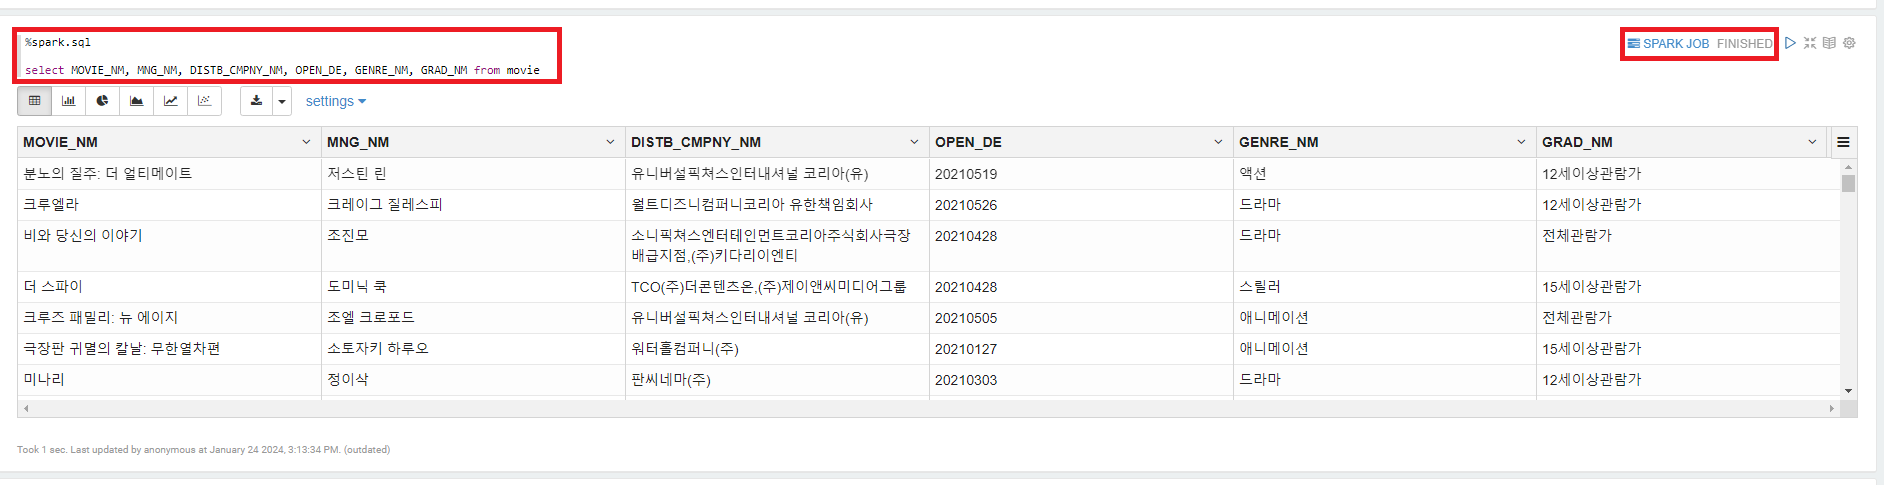 %spark.sql
SPARK JOB FINISHED
select MOVIE_NM, MNG_NM, DISTB_CMPNY_NM, OPEN_DE, GENRE_NM, GRAD_NM from movie
settings
MOVIE_NM MNG_NM DISTB_CMPNY_NM OPEN_DE GENRE_NM GRAD_NM
분노의 질주: 더 얼티메이트 저스틴 린 유니버설픽쳐스인터내셔널 코리아(유) 20210519 액션 12세이상관람가
크루엘라 크레이그 질레스피 월트디즈니컴퍼니코리아 유한책임회사 20210526 드라마 12세이상관람가
비와 당신의 이야기 조진모 소니픽쳐스엔터테인먼트코리아주식회사극장 20210428 드라마 전체관람가
배급지점,(주)키다리이엔티
더 스파이 도미닉 쿡 TCO(주)더콘텐츠온,(주)제이앤씨미디어그룹 20210428 스릴러 15세이상관람가
크루즈 패밀리: 뉴 에이지 조엘 크로포드 유니버설픽쳐스인터내셔널 코리아(유) 20210505 애니메이션 전체관람가
극장판 귀멸의 칼날: 무한열차편 소토자키 하루오 워터홀컴퍼니(주) 20210127 애니메이션 15세이상관람가
미나리 정이삭 판씨네마(주) 20210303 드라마 12세이상관람가
Took 1 sec. Last updated by anonymous at January 24 2024, 3:13:34 PM. (outdated)